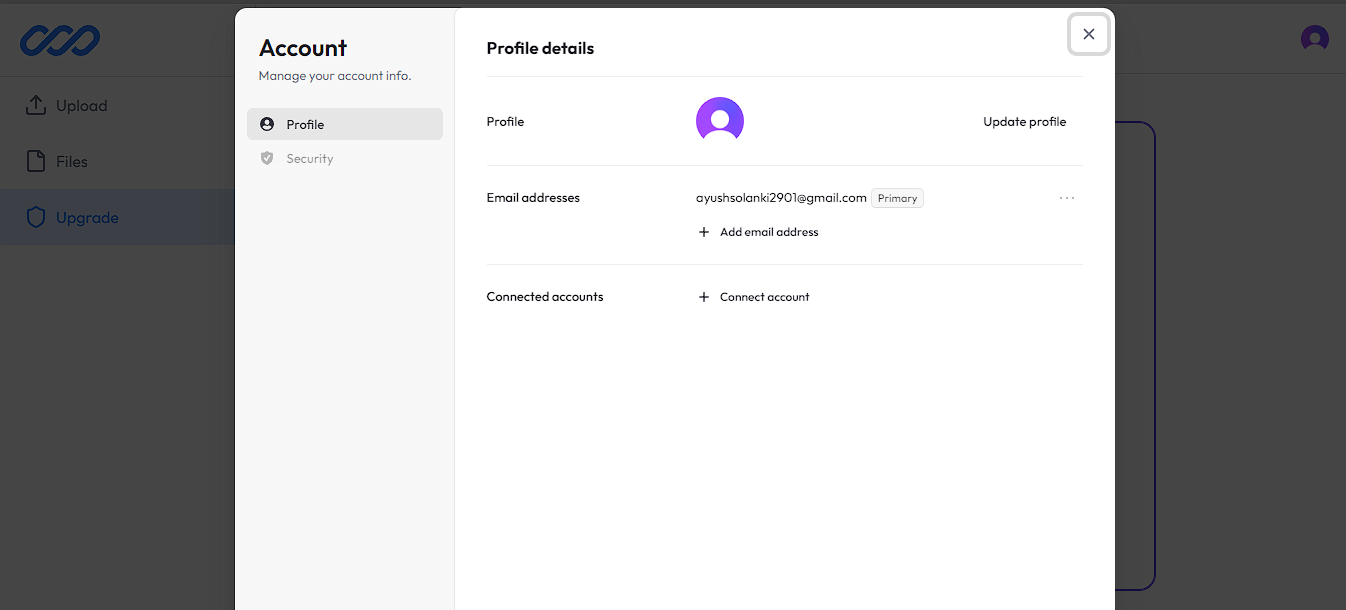 Upload
Files
Upgrade
Account
Manage your account info.
Profile
Security
Profile details
Profile
Update profile
Email addresses
ayushsolanki2901@gmail.com Primary
Add email address
Connected accounts
Connect account